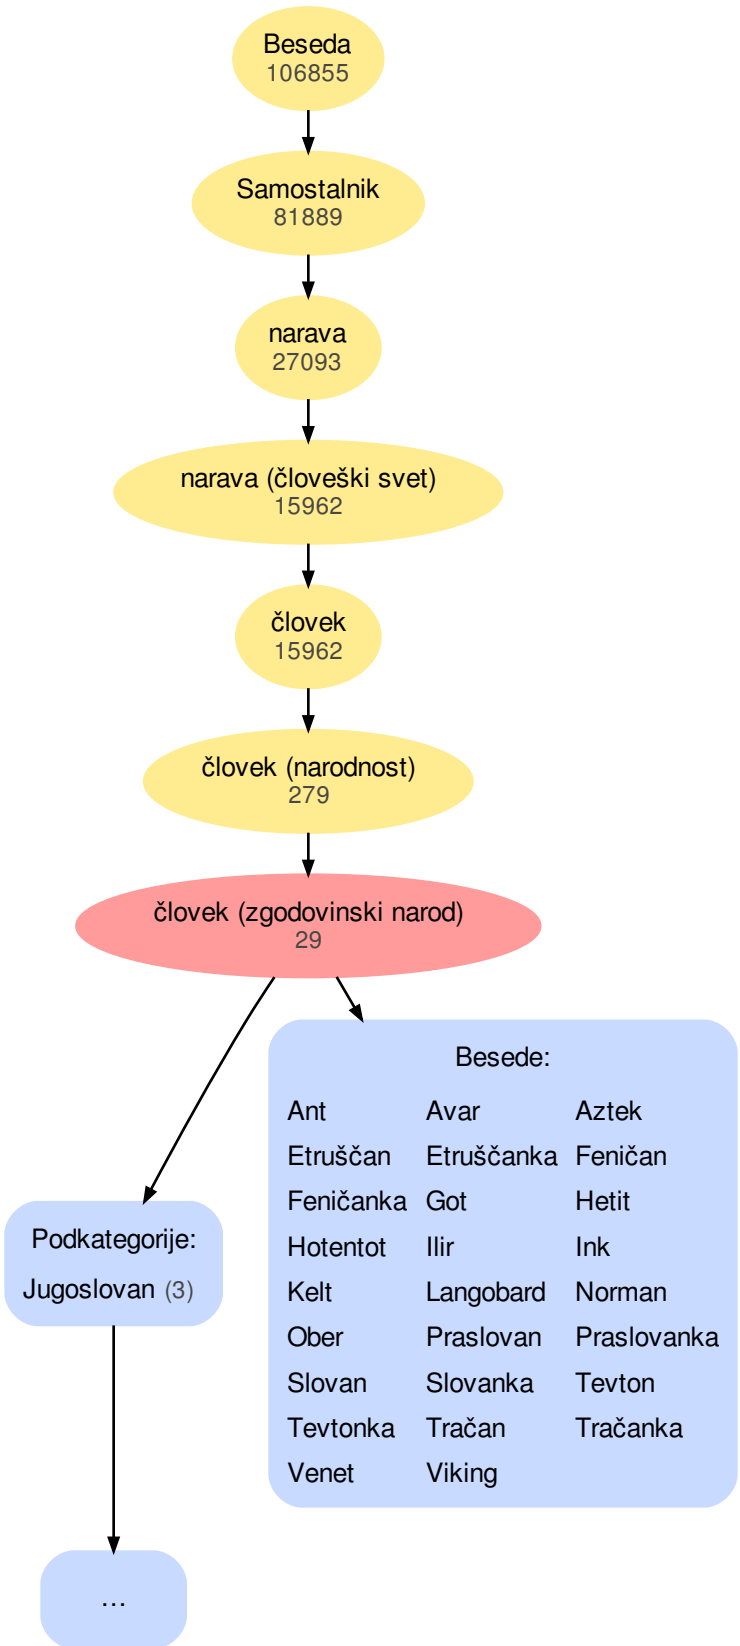 Beseda
106855
Samostalnik
81889
narava
27093
narava (človeški svet)
15962
človek
15962
človek (narodnost)
279
človek (zgodovinski narod)
29
Besede:
Ant Avar Aztek
Etruščan Etruščanka Feničan
Feničanka Got Hetit
Hotentot Ilir Ink
Kelt Langobard Norman
Ober Praslovan Praslovanka
Slovan Slovanka Tevton
Tevtonka Tračan Tračanka
Venet Viking
Podkategorije:
Jugoslovan (3)
...